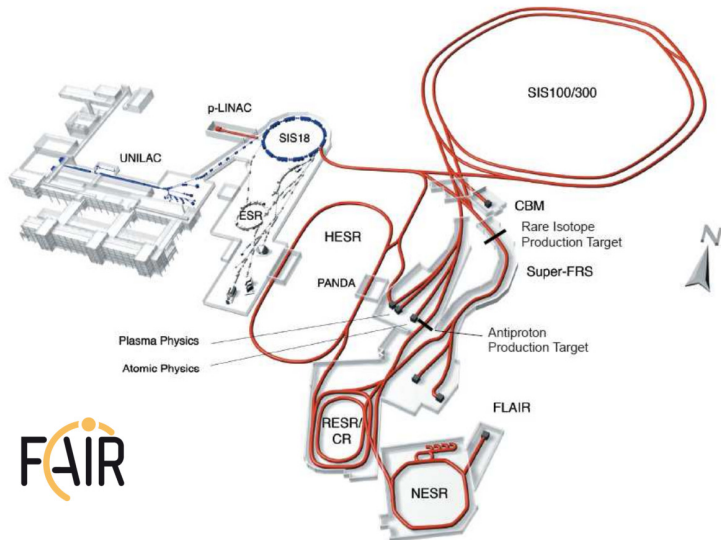 SIS100/300
p-LINAC
SIS18
UNILAC
ESR
CBM
HESR
Rare Isotope
Production Target
N
Super-FRS
PANDA
Plasma Physics
Antiproton
Production Target
Atomic Physics
FLAIR
RESR/
CR
FAIR
NESR